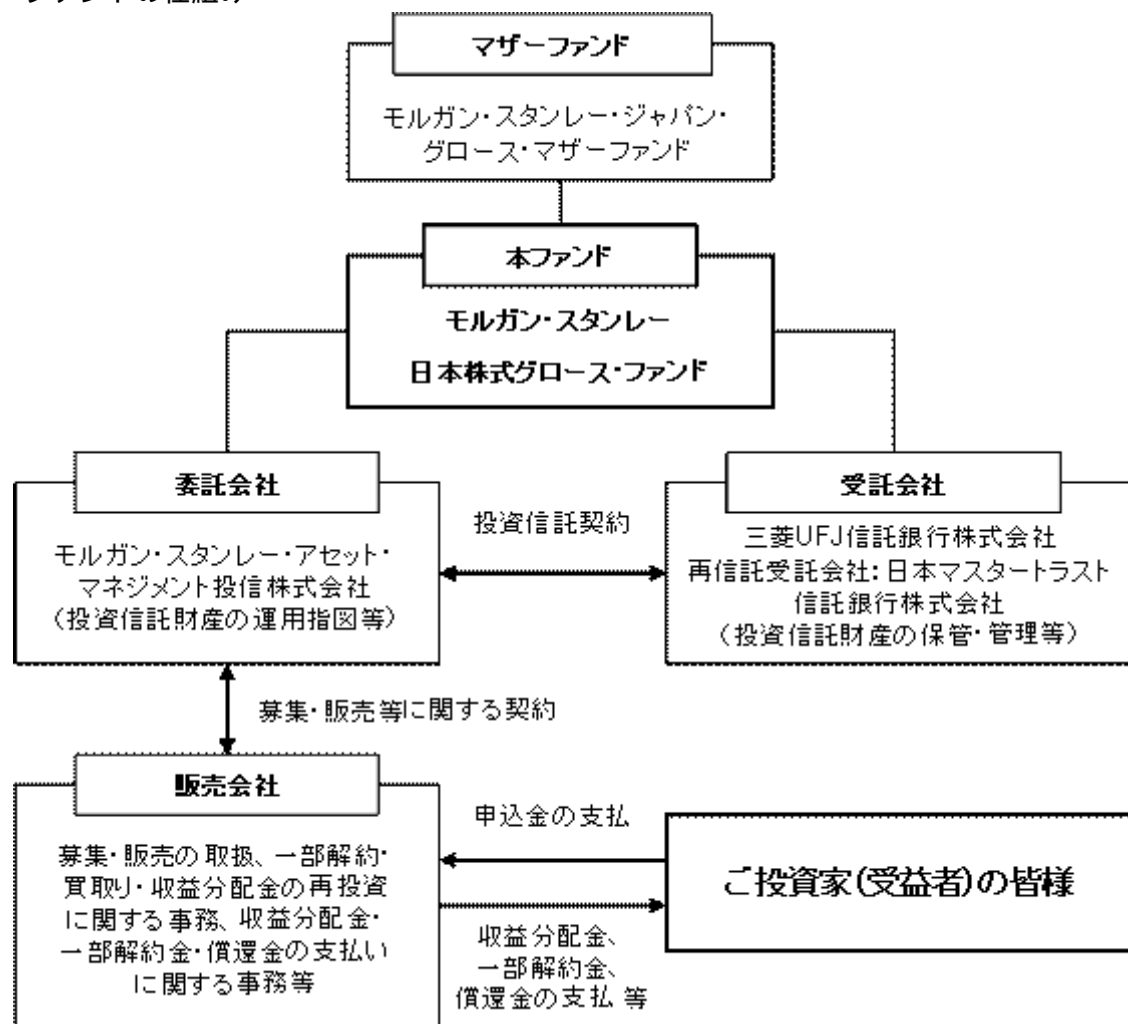 ファンドの仕組み
マザーファンド
モルガン・スタンレー・ジャパン・
グロース・マザーファンド
本ファンド
モルガン・スタンレー
日本株式グロース・ファンド
委託会社
モルガン・スタンレー・アセット・
マネジメント投信株式会社
（投資信託財産の運用指図等）
投資信託契約
受託会社
三菱UFJ信託銀行株式会社
再信託受託会社：日本マスタートラスト
信託銀行株式会社
（投資信託財産の保管・管理等）
募集・販売等に関する契約
販売会社
募集・販売の取扱、一部解約・
買取り・収益分配金の再投資
に関する事務、収益分配金・
一部解約金・償還金の支払い
に関する事務等
申込金の支払
収益分配金、
一部解約金、
償還金の支払 等
ご投資家（受益者）の皆様